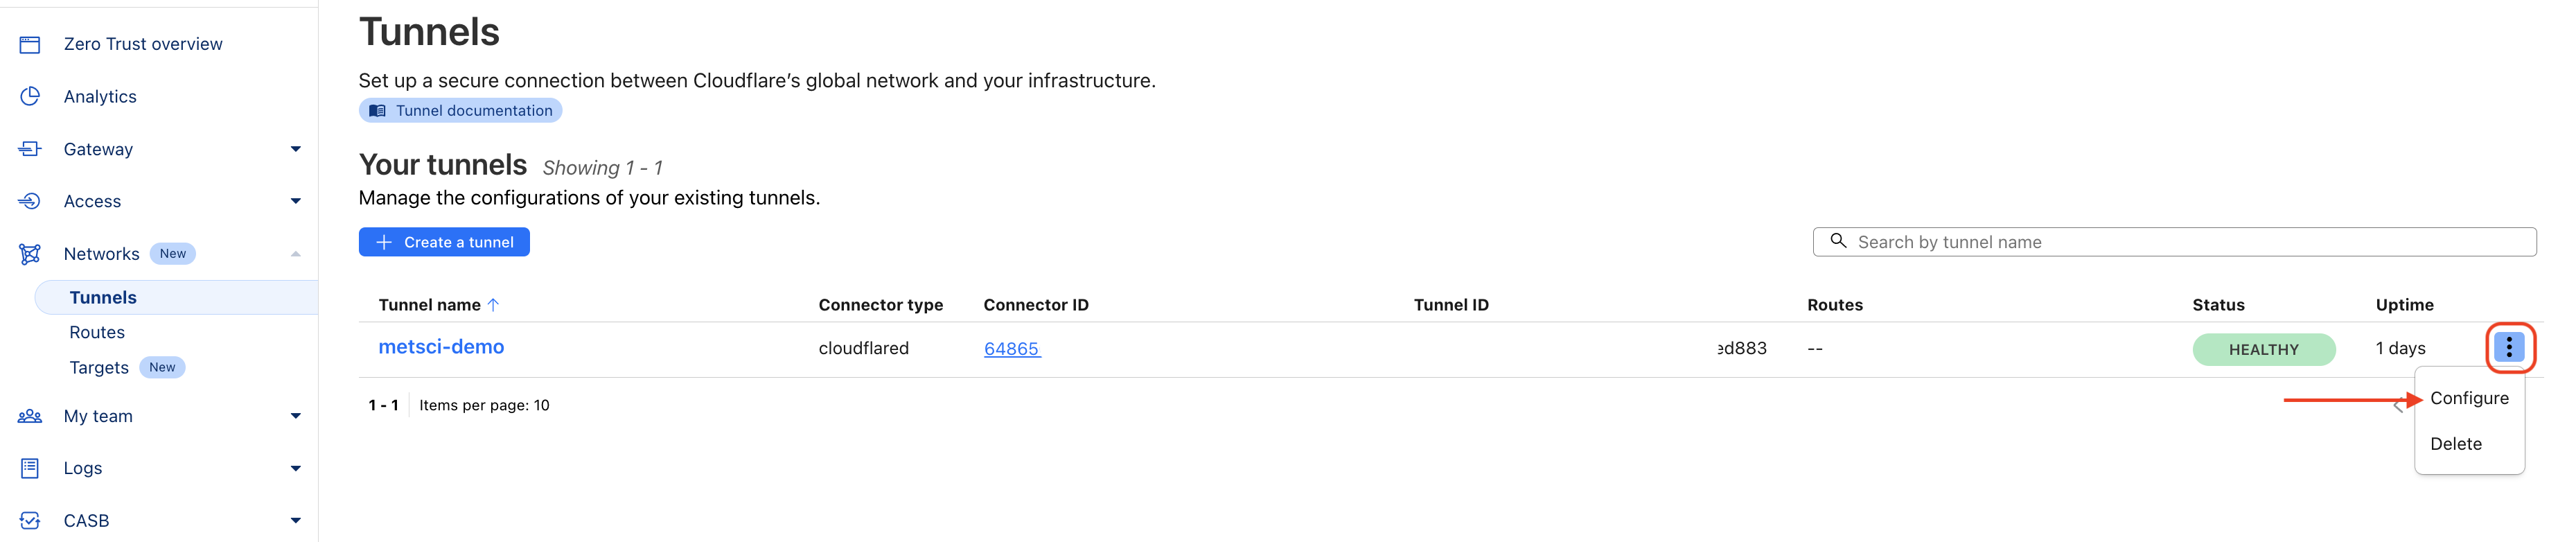 Zero Trust overview
Analytics
Gateway
Access
Networks New
Tunnels
Routes
Targets New
My team
Logs
CASB
Tunnels
Set up a secure connection between Cloudflare’s global network and your infrastructure.
Tunnel documentation
Your tunnels Showing 1 - 1
Manage the configurations of your existing tunnels.
Create a tunnel
Search by tunnel name
Tunnel name Connector type Connector ID Tunnel ID Routes Status Uptime
metsci-demo cloudflared 64865 ed883 -- HEALTHY 1 days
1 - 1 Items per page: 10
Configure
Delete